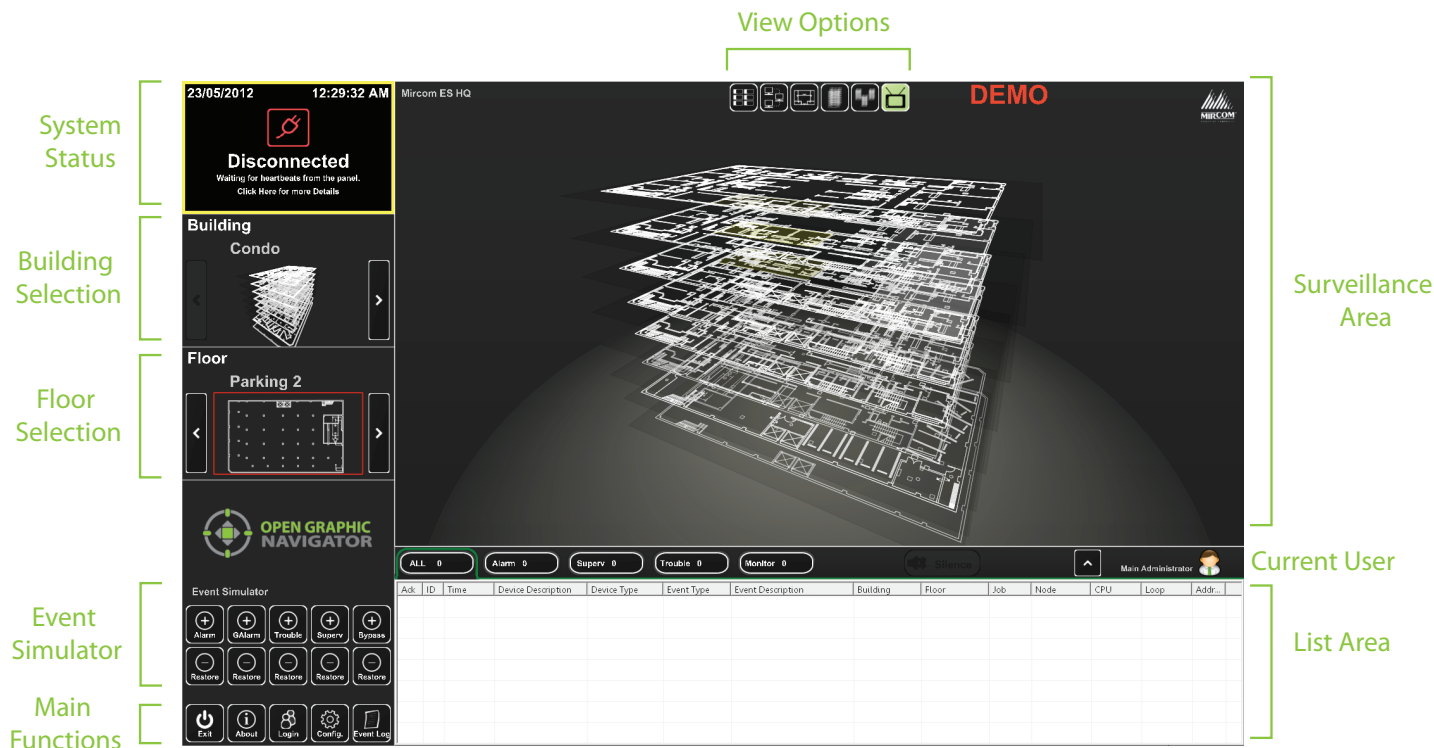 View Options
System
Status
23/05/2012 12:29:32 AM
Disconnected
Waiting for heartbeats from the panel.
Click Here for more Details
Mircom ES HQ
DEMO
MIRCOM
Building
Selection
Building
Condo
Surveillance
Area
Floor
Selection
Floor
Parking 2
OPEN GRAPHIC
NAVIGATOR
ALL 0 Alarm 0 Superv 0 Trouble 0 Monitor 0 Silence Main Administrator
Current User
Ack ID Time Device Description Device Type Event Type Event Description Building Floor Job Node CPU Loop Addr...
List Area
Event
Simulator
Event Simulator
Alarm GAlarm Trouble Superv Bypass
Restore Restore Restore Restore Restore
Main
Functions
Exit About Login Config. Event Log